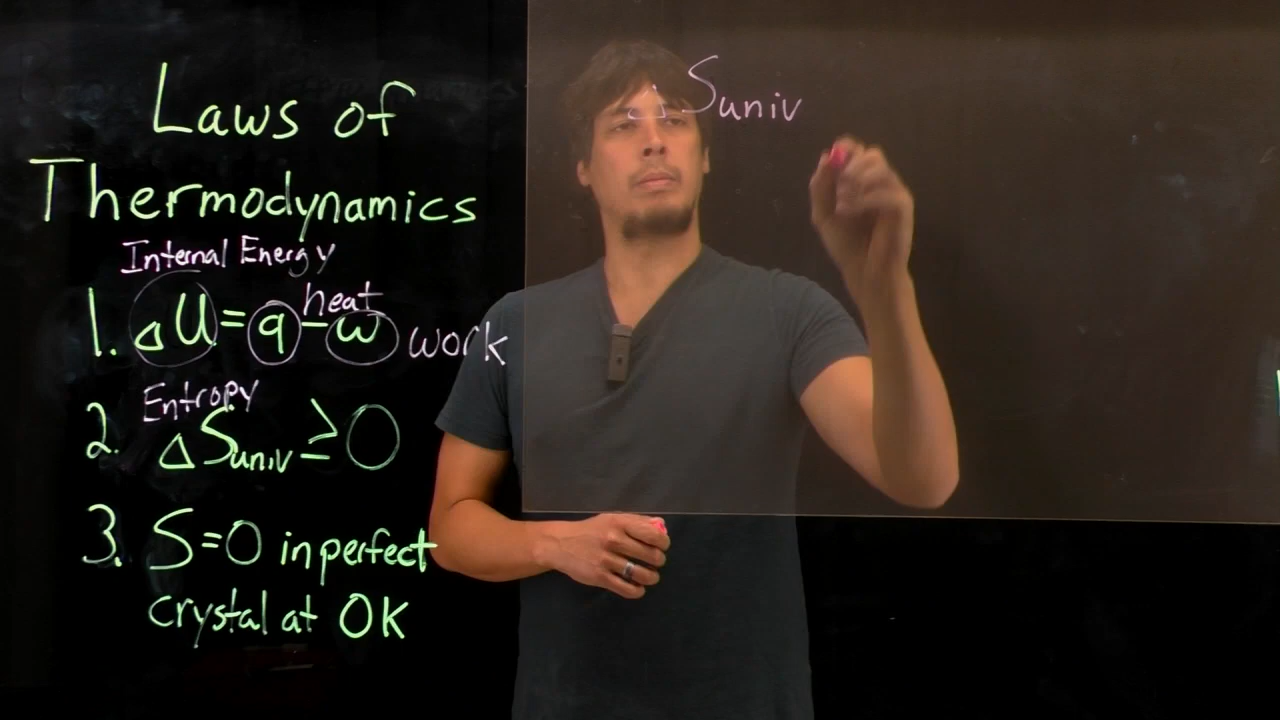 Laws of
Thermodynamics
Internal Energy
heat
1. ΔU=q-w work
Entropy
2. ΔSuniv ≥ 0
3. S=0 in perfect
crystal at 0K
Suniv